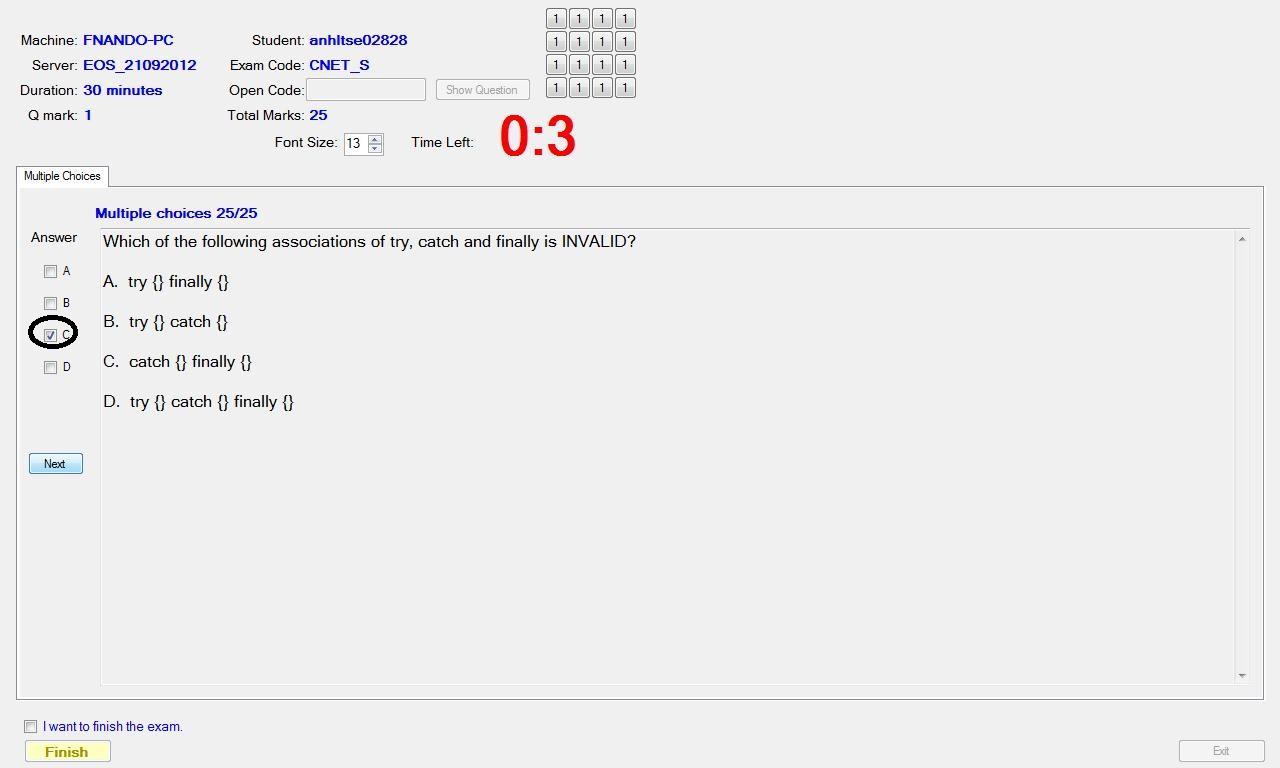 Machine: FNANDO-PC Student: anhltse02828
Server: EOS_21092012 Exam Code: CNET_S
Duration: 30 minutes Open Code: Show Question
Q mark: 1 Total Marks: 25
Font Size: 13 Time Left: 0:3
1 1 1 1
1 1 1 1
1 1 1 1
1 1 1 1
Multiple Choices
Multiple choices 25/25
Answer
A
B
C
D
Next
Which of the following associations of try, catch and finally is INVALID?
A. try {} finally {}
B. try {} catch {}
C. catch {} finally {}
D. try {} catch {} finally {}
I want to finish the exam.
Finish
Exit